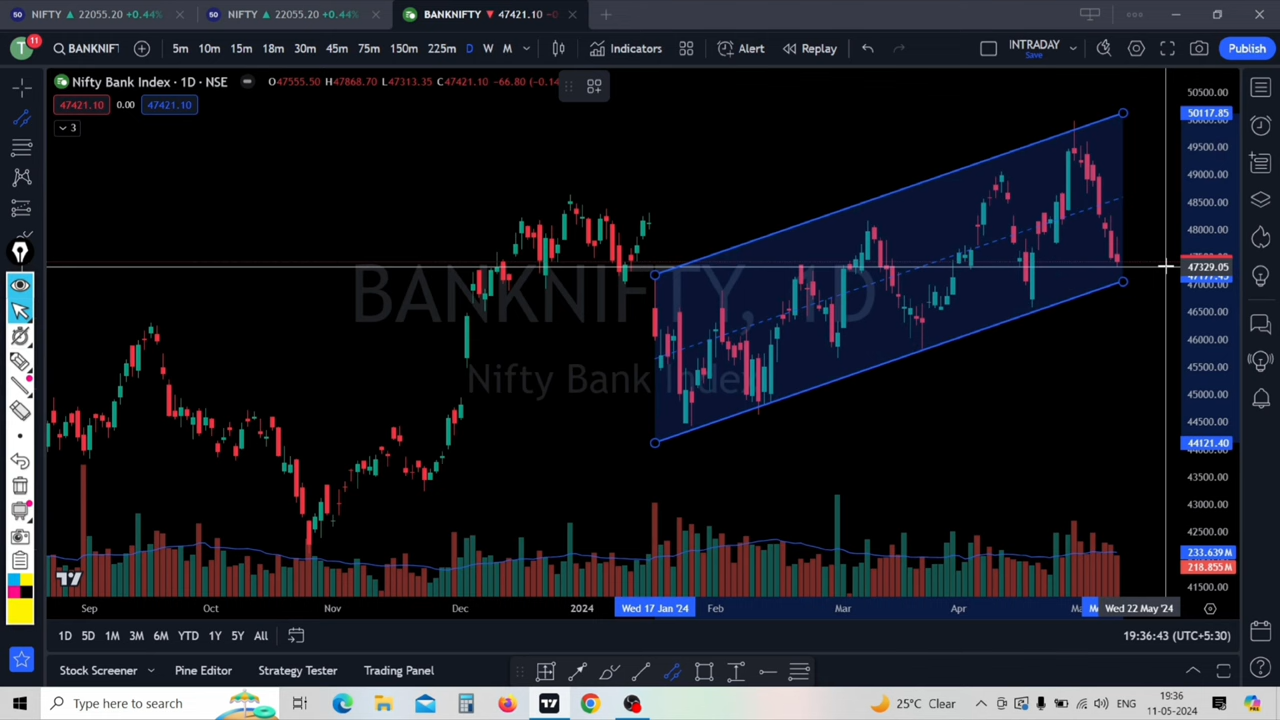 50 NIFTY ▲ 22055.20 +0.44%
50 NIFTY ▲ 22055.20 +0.44%
BANKNIFTY ▼ 47421.10
T 11
BANKNIF
5m 10m 15m 18m 30m 45m 75m 150m 225m D W M
Indicators
Alert
Replay
INTRADAY
Save
Publish
Nifty Bank Index · 1D · NSE
O47555.50 H47868.70 L47313.35 C47421.10 -66.80 (-0.14
47421.10 0.00 47421.10
3
50500.00
50117.85
49500.00
49000.00
48500.00
48000.00
47329.05
47000.00
46500.00
46000.00
45500.00
45000.00
44500.00
44121.40
43500.00
43000.00
42500.00
233.639M
218.855M
41500.00
BANKNIFTY, 1D
Nifty Bank Index
Sep Oct Nov Dec 2024 Wed 17 Jan '24 Feb Mar Apr Wed 22 May '24
1D 5D 1M 3M 6M YTD 1Y 5Y All
19:36:43 (UTC+5:30)
Stock Screener Pine Editor Strategy Tester Trading Panel
Type here to search
25°C Clear
ENG
19:36
11-05-2024